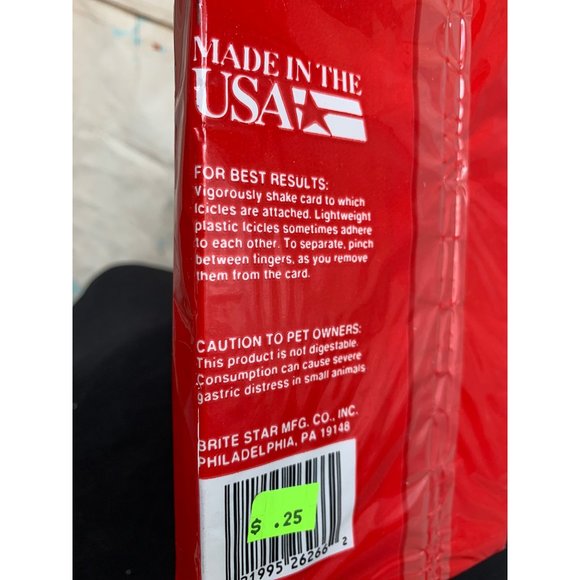 MADE IN THE
USA
FOR BEST RESULTS:
Vigorously shake card to which
Icicles are attached. Lightweight
plastic Icicles sometimes adhere
to each other. To separate, pinch
between fingers, as you remove
them from the card.
CAUTION TO PET OWNERS:
This product is not digestable.
Consumption can cause severe
gastric distress in small animals
BRITE STAR MFG. CO., INC.
PHILADELPHIA, PA 19148
$ .25
21995 26266 2